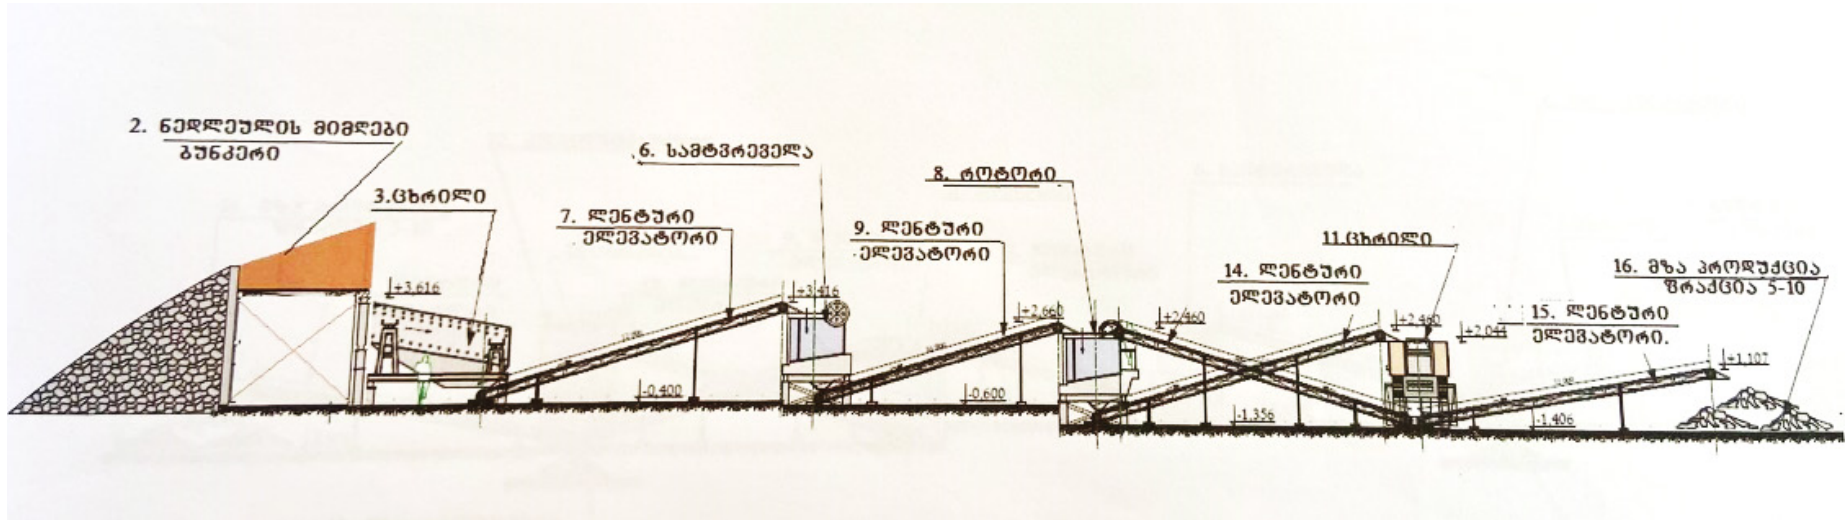 2. ნედლეულის მიმღები
ბუნკერი
3.ცხრილი
+3,616
7. ლენტური
ელევატორი
-0.400
6. სამტვრეველა
+3,416
9. ლენტური
ელევატორი
+2,660
-0,600
8. როტორი
+2,460
14. ლენტური
ელევატორი
-1.356
11.ცხრილი
+2,460
+2,044
15. ლენტური
ელევატორი.
-1.406
16. მზა პროდუქცია
ფრაქცია 5-10
+1,107